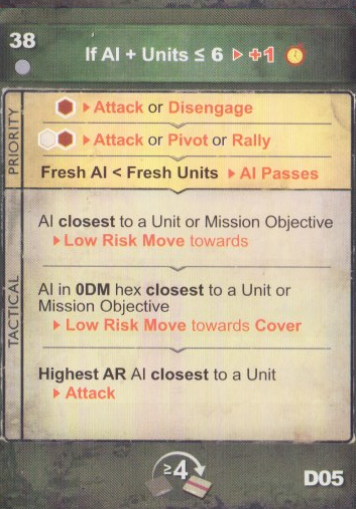 38
If AI + Units ≤ 6 ▷ +1
PRIORITY
▶ Attack or Disengage
▶ Attack or Pivot or Rally
Fresh AI < Fresh Units ▶ AI Passes
TACTICAL
AI closest to a Unit or Mission Objective
▶ Low Risk Move towards
AI in 0DM hex closest to a Unit or
Mission Objective
▶ Low Risk Move towards Cover
Highest AR AI closest to a Unit
▶ Attack
≥4
D05